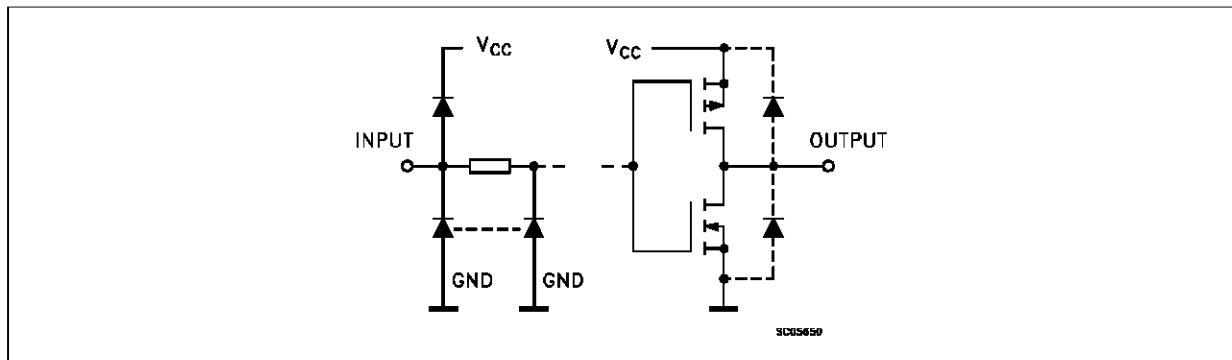 VCC
VCC
INPUT
OUTPUT
GND
GND
SC05650